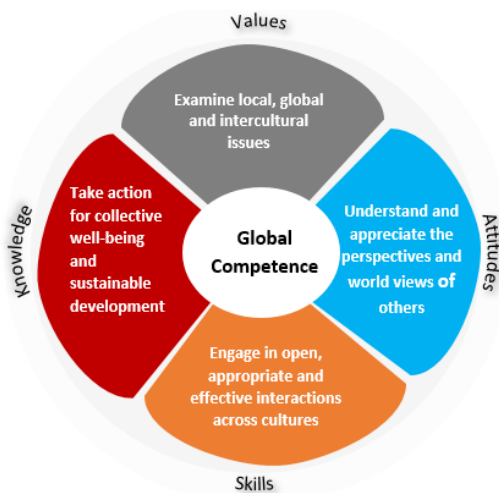 Values
Examine local, global
and intercultural
issues
Knowledge
Take action
for collective
well-being
and
sustainable
development
Global
Competence
Understand and
appreciate the
perspectives and
world views of
others
Attitudes
Engage in open,
appropriate and
effective interactions
across cultures
Skills